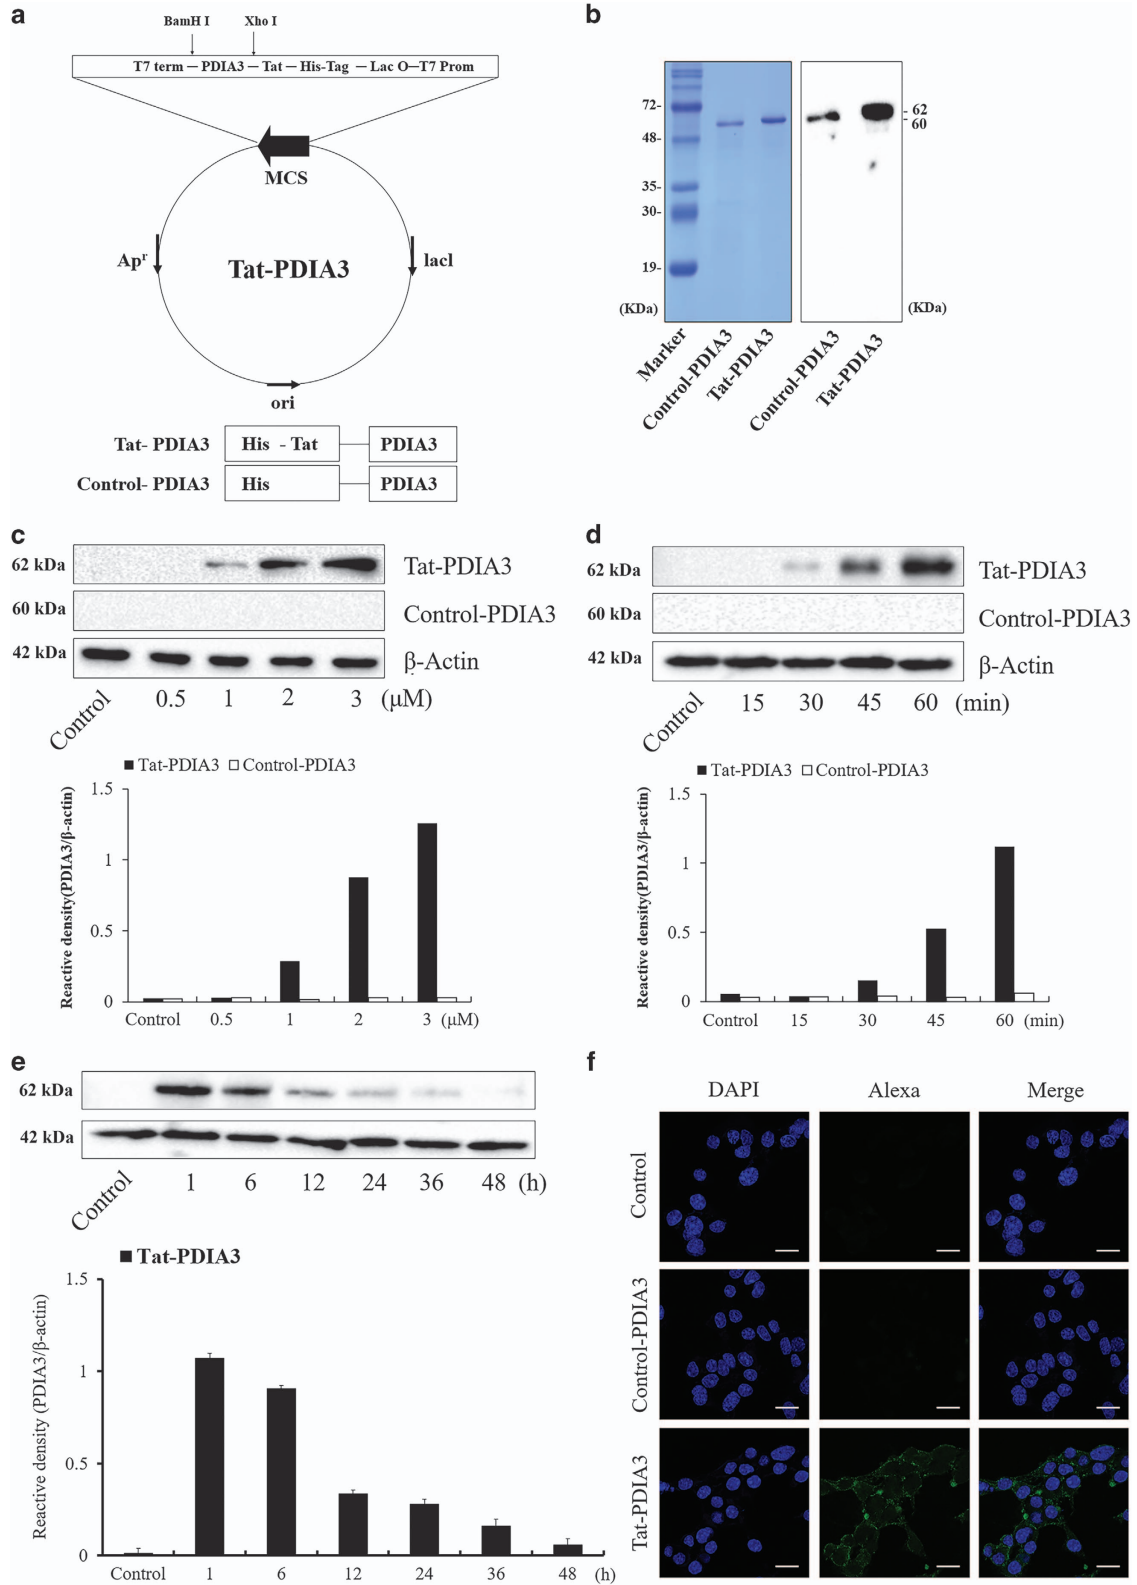 a
BamH I
Xho I
T7 term – PDIA3 – Tat – His-Tag – Lac O–T7 Prom
MCS
Apr
Tat-PDIA3
lacl
ori
Tat- PDIA3
His - Tat
PDIA3
Control- PDIA3
His
PDIA3
b
72-
48-
35-
30-
19-
(KDa)
- 62
- 60
(KDa)
Marker
Control-PDIA3
Tat-PDIA3
Control-PDIA3
Tat-PDIA3
c
62 kDa
Tat-PDIA3
60 kDa
Control-PDIA3
42 kDa
β-Actin
Control 0.5 1 2 3 (μM)
Tat-PDIA3 Control-PDIA3
Reactive density(PDIA3/β-actin)
1.5
1
0.5
0
Control 0.5 1 2 3 (μM)
d
62 kDa
Tat-PDIA3
60 kDa
Control-PDIA3
42 kDa
β-Actin
Control 15 30 45 60 (min)
Tat-PDIA3 Control-PDIA3
Reactive density(PDIA3/β-actin)
1.5
1
0.5
0
Control 15 30 45 60 (min)
e
62 kDa
42 kDa
Control 1 6 12 24 36 48 (h)
Tat-PDIA3
Reactive density (PDIA3/β-actin)
1.5
1
0.5
0
Control 1 6 12 24 36 48 (h)
f
DAPI Alexa Merge
Control
Control-PDIA3
Tat-PDIA3